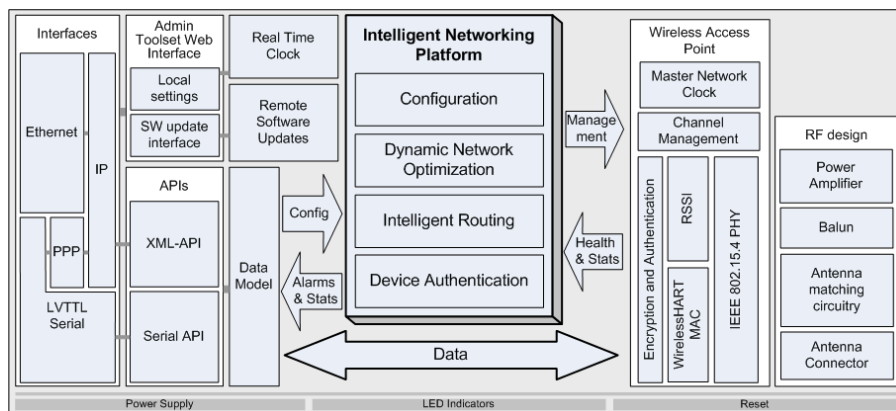 Interfaces
Ethernet
IP
PPP
LVTTL
Serial
Admin
Toolset Web
Interface
Local
settings
SW update
interface
Real Time
Clock
Remote
Software
Updates
APIs
XML-API
Serial API
Data
Model
Config
Alarms
& Stats
Intelligent Networking
Platform
Configuration
Dynamic Network
Optimization
Intelligent Routing
Device Authentication
Data
Manage
ment
Health
& Stats
Wireless Access
Point
Master Network
Clock
Channel
Management
Encryption and Authentication
RSSI
WirelessHART
MAC
IEEE 802.15.4 PHY
RF design
Power
Amplifier
Balun
Antenna
matching
circuitry
Antenna
Connector
Power Supply
LED Indicators
Reset